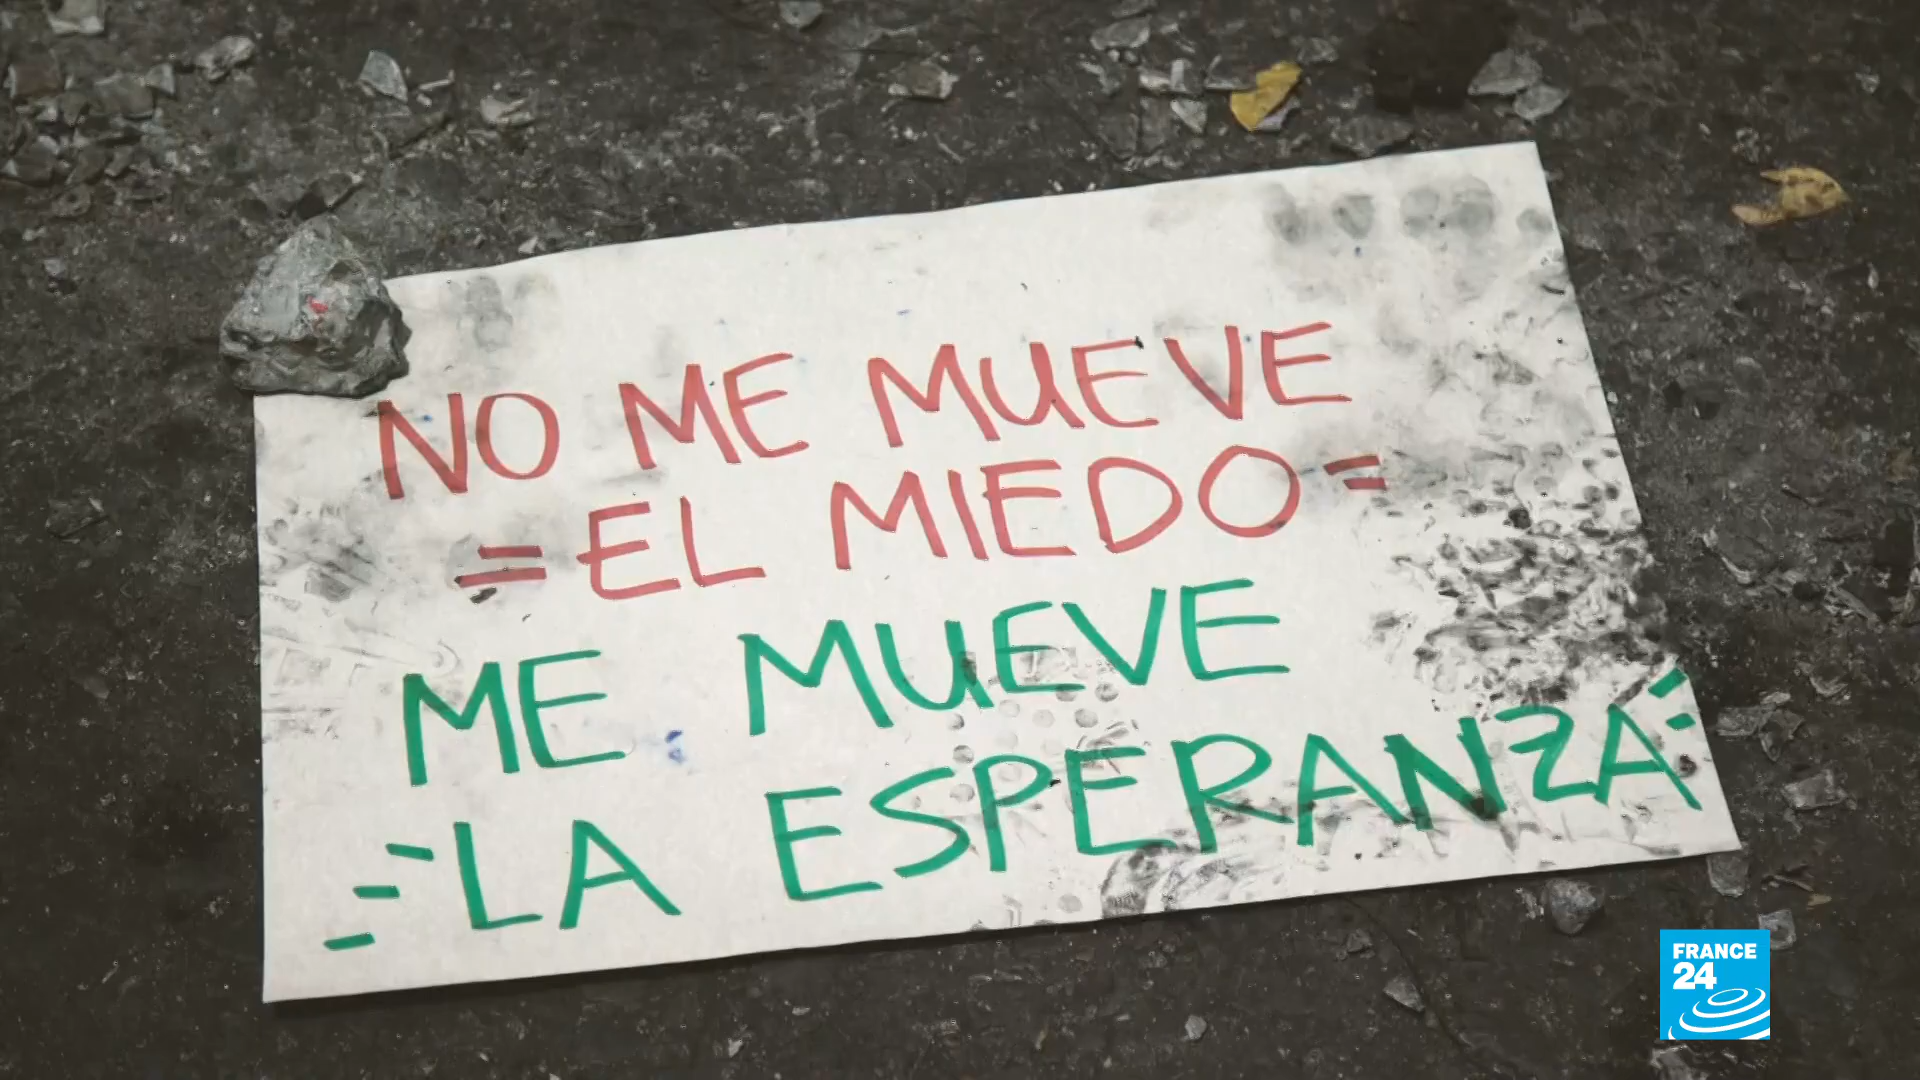 NO ME MUEVE
= EL MIEDO =
ME MUEVE
LA ESPERANZA
FRANCE
24